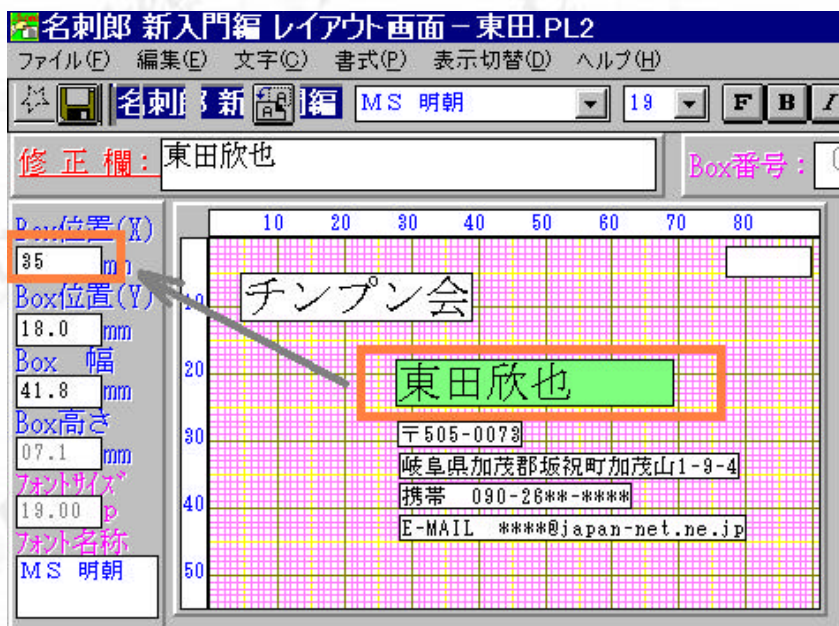 名刺郎 新入門編 レイアウト画面－東田.PL2
ファイル(F) 編集(E) 文字(C) 書式(P) 表示切替(D) ヘルプ(H)
名刺郎 新 編 MS 明朝 19 F B I
修正欄： 東田欣也 Box番号：
Box位置(X)
35 mm
Box位置(Y)
18.0 mm
Box 幅
41.8 mm
Box高さ
07.1 mm
フォントサイズ
19.00 p
フォント名称
MS 明朝
10 20 30 40 50 60 70 80
10
20
30
40
50
チンプン会
東田欣也
〒505-0073
岐阜県加茂郡坂祝町加茂山1-9-4
携帯 090-26**-****
E-MAIL ****@japan-net.ne.jp